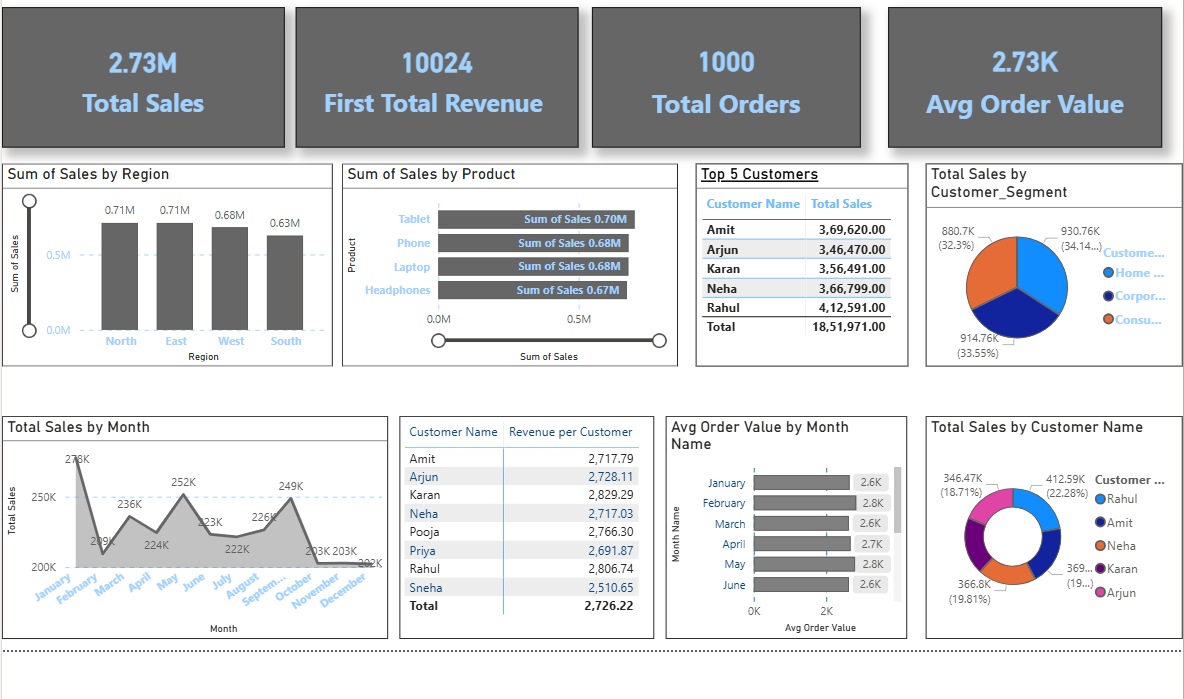 2.73M
Total Sales
10024
First Total Revenue
1000
Total Orders
2.73K
Avg Order Value
Sum of Sales by Region
Sum of Sales
0.5M
0.0M
0.71M
0.71M
0.68M
0.63M
North
East
West
South
Region
Sum of Sales by Product
Product
Tablet
Sum of Sales 0.70M
Phone
Sum of Sales 0.68M
Laptop
Sum of Sales 0.68M
Headphones
Sum of Sales 0.67M
0.0M
0.5M
Sum of Sales
Top 5 Customers
Customer Name Total Sales
Amit 3,69,620.00
Arjun 3,46,470.00
Karan 3,56,491.00
Neha 3,66,799.00
Rahul 4,12,591.00
Total 18,51,971.00
Total Sales by
Customer_Segment
880.7K
(32.3%)
930.76K
(34.14...)
914.76K
(33.55%)
Custome...
Home ...
Corpor...
Consu...
Total Sales by Month
Total Sales
250K
200K
278K
209K
236K
224K
252K
223K
222K
226K
249K
203K
203K
202K
January
February
March
April
May
June
July
August
Septem...
October
November
December
Month
Customer Name Revenue per Customer
Amit 2,717.79
Arjun 2,728.11
Karan 2,829.29
Neha 2,717.03
Pooja 2,766.30
Priya 2,691.87
Rahul 2,806.74
Sneha 2,510.65
Total 2,726.22
Avg Order Value by Month
Name
Month Name
January 2.6K
February 2.8K
March 2.6K
April 2.7K
May 2.8K
June 2.6K
0K
2K
Avg Order Value
Total Sales by Customer Name
346.47K
(18.71%)
412.59K
(22.28%)
369...
(19...)
366.8K
(19.81%)
Customer ...
Rahul
Amit
Neha
Karan
Arjun